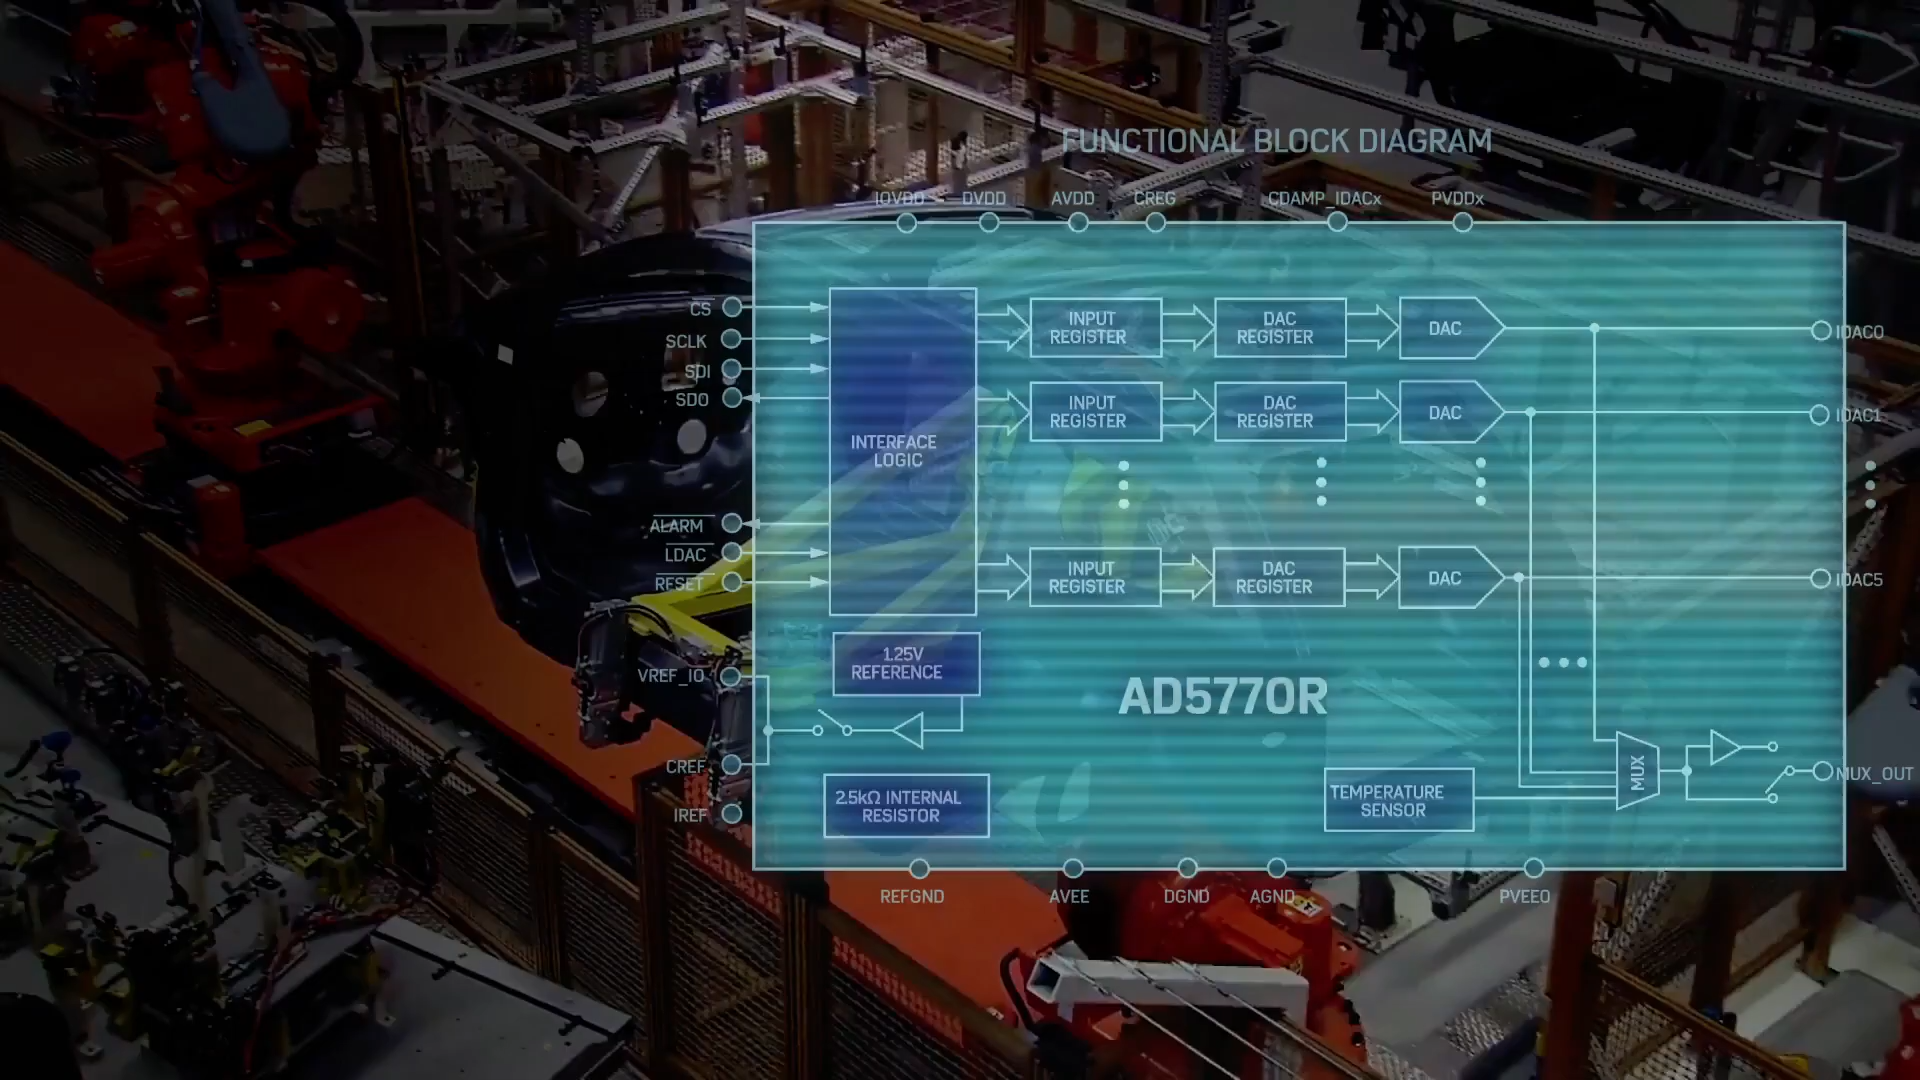 FUNCTIONAL BLOCK DIAGRAM
IOVDD DVDD AVDD CREG CDAMP_IDACx PVDDx
CS
SCLK
SDI
SDO
ALARM
LDAC
RESET
VREF_IO
CREF
IREF
INTERFACE
LOGIC
INPUT
REGISTER
DAC
REGISTER
DAC
IDAC0
INPUT
REGISTER
DAC
REGISTER
DAC
IDAC1
INPUT
REGISTER
DAC
REGISTER
DAC
IDAC5
1.25V
REFERENCE
AD5770R
2.5kΩ INTERNAL
RESISTOR
TEMPERATURE
SENSOR
MUX
MUX_OUT
REFGND AVEE DGND AGND PVEE0